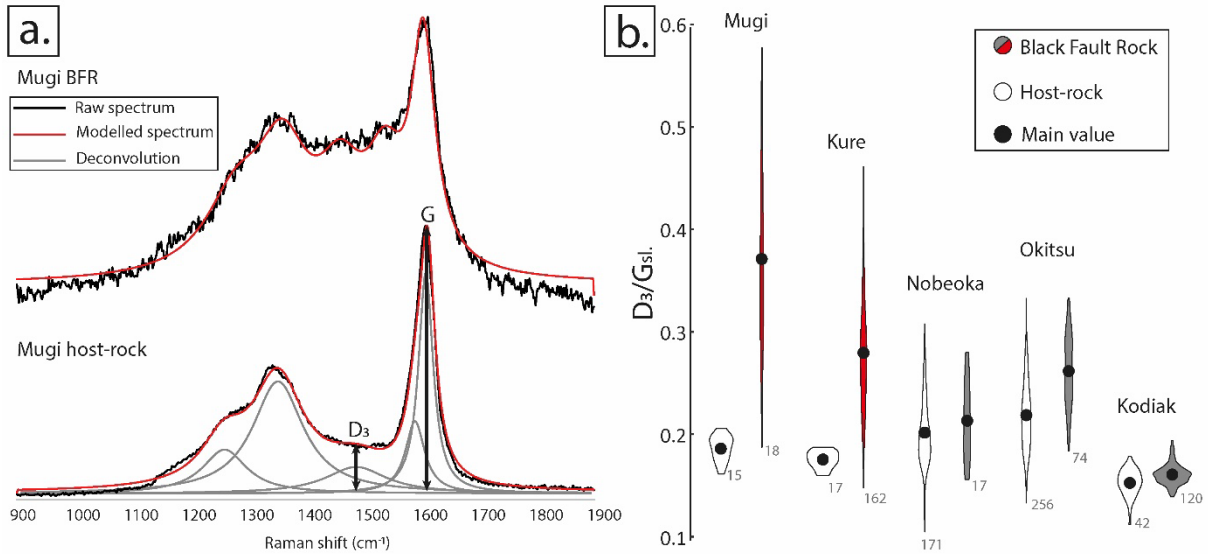 a.
Mugi BFR
Raw spectrum
Modelled spectrum
Deconvolution
G
D₃
Mugi host-rock
900 1000 1100 1200 1300 1400 1500 1600 1700 1800 1900
Raman shift (cm⁻¹)
b.
D₃/Gsl.
0.6
0.5
0.4
0.3
0.2
0.1
Mugi
Kure
Nobeoka
Okitsu
Kodiak
Black Fault Rock
Host-rock
Main value
15
18
17
162
171
17
256
74
42
120